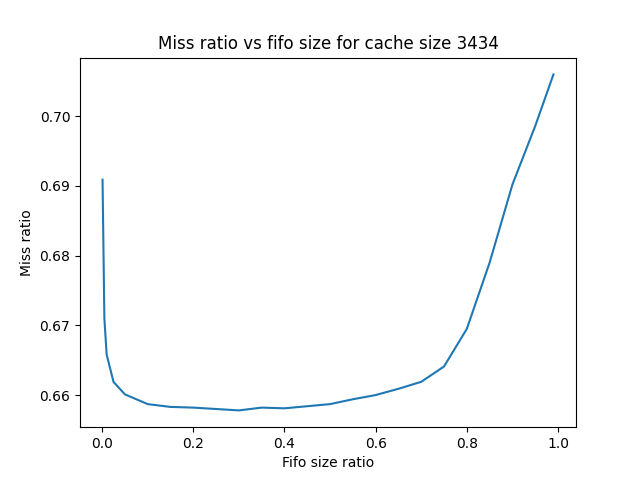 Miss ratio vs fifo size for cache size 3434
0.70
0.69
0.68
0.67
0.66
Miss ratio
0.0 0.2 0.4 0.6 0.8 1.0
Fifo size ratio